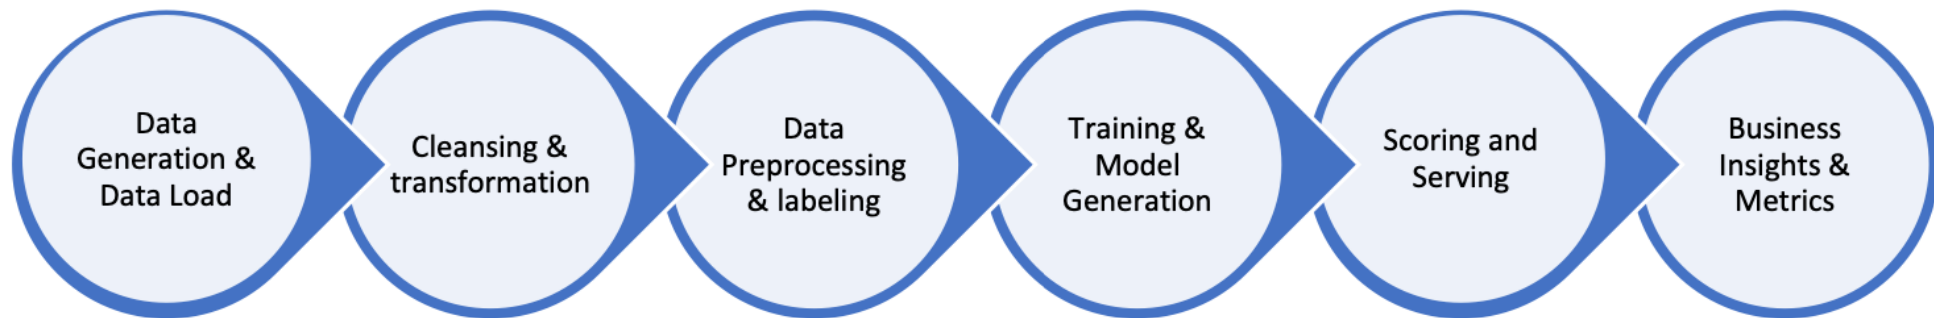 Data
Generation &
Data Load
Cleansing &
transformation
Data
Preprocessing
& labeling
Training &
Model
Generation
Scoring and
Serving
Business
Insights &
Metrics